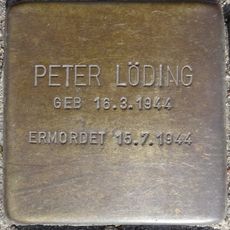 PETER LÖDING
GEB 16.3.1944
ERMORDET 15.7.1944